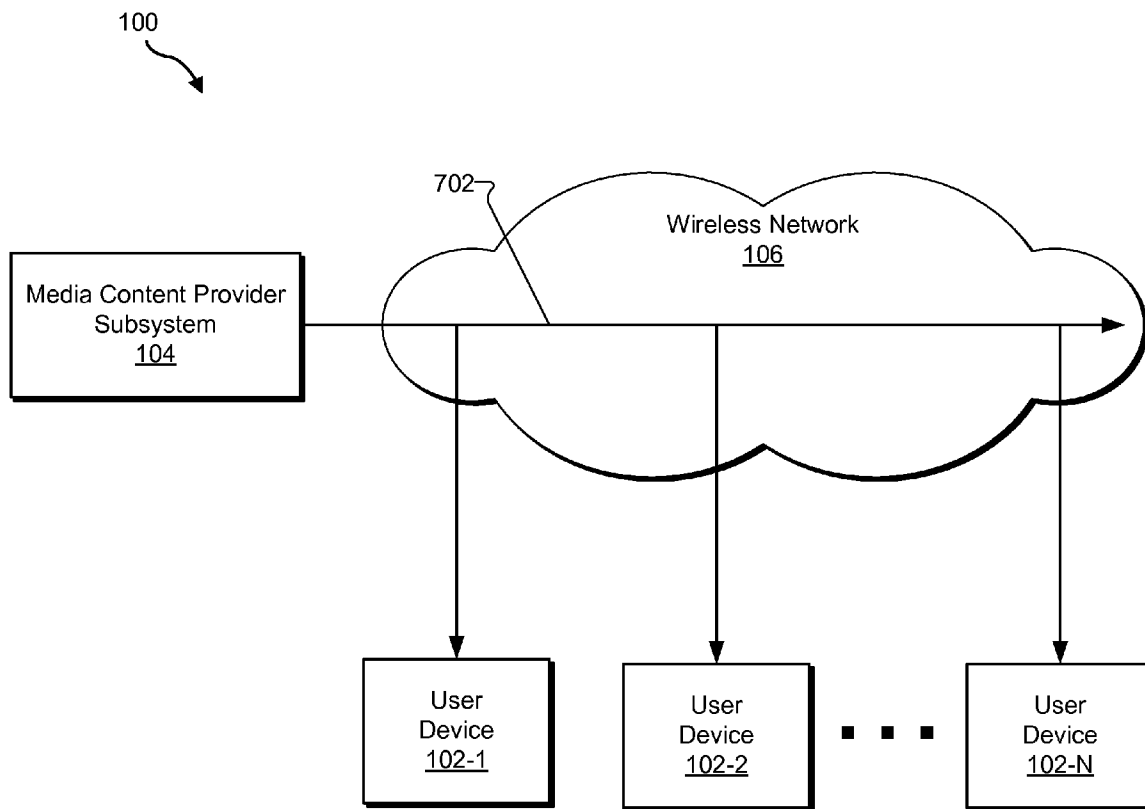 100
702
Wireless Network
106
Media Content Provider
Subsystem
104
User
Device
102-1
User
Device
102-2
User
Device
102-N